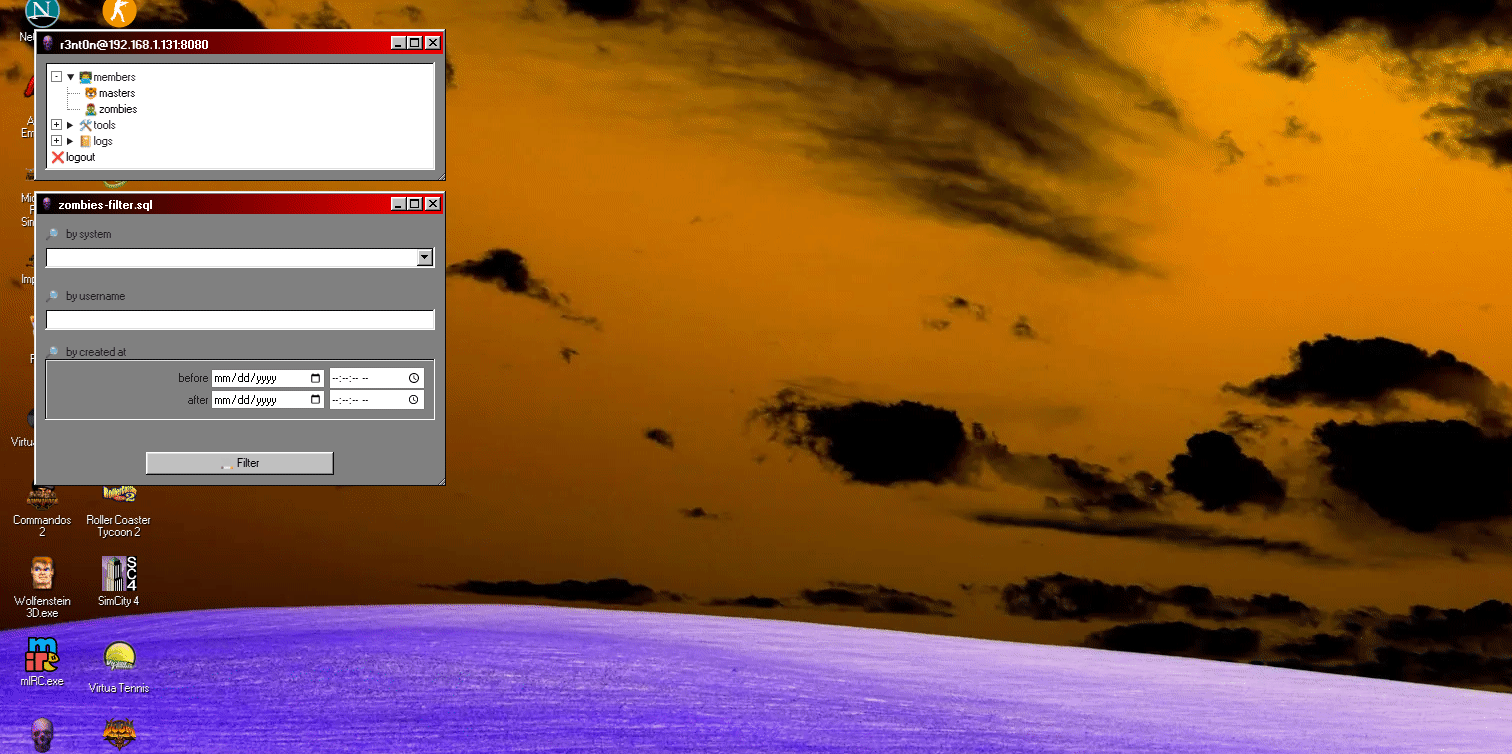 r3nt0n@192.168.1.131:8080
members
masters
zombies
tools
logs
logout
zombies-filter.sql
by system
by username
by created at
before mm/dd/yyyy --:--:-- --
after mm/dd/yyyy --:--:-- --
Filter
Commandos
2
Roller Coaster
Tycoon 2
Wolfenstein
3D.exe
SC4
SimCity 4
mIRC.exe
Virtua Tennis